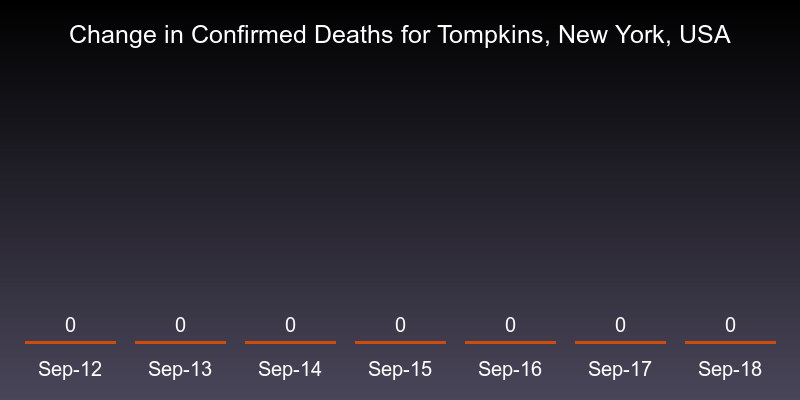 Change in Confirmed Deaths for Tompkins, New York, USA
0 0 0 0 0 0 0
Sep-12 Sep-13 Sep-14 Sep-15 Sep-16 Sep-17 Sep-18